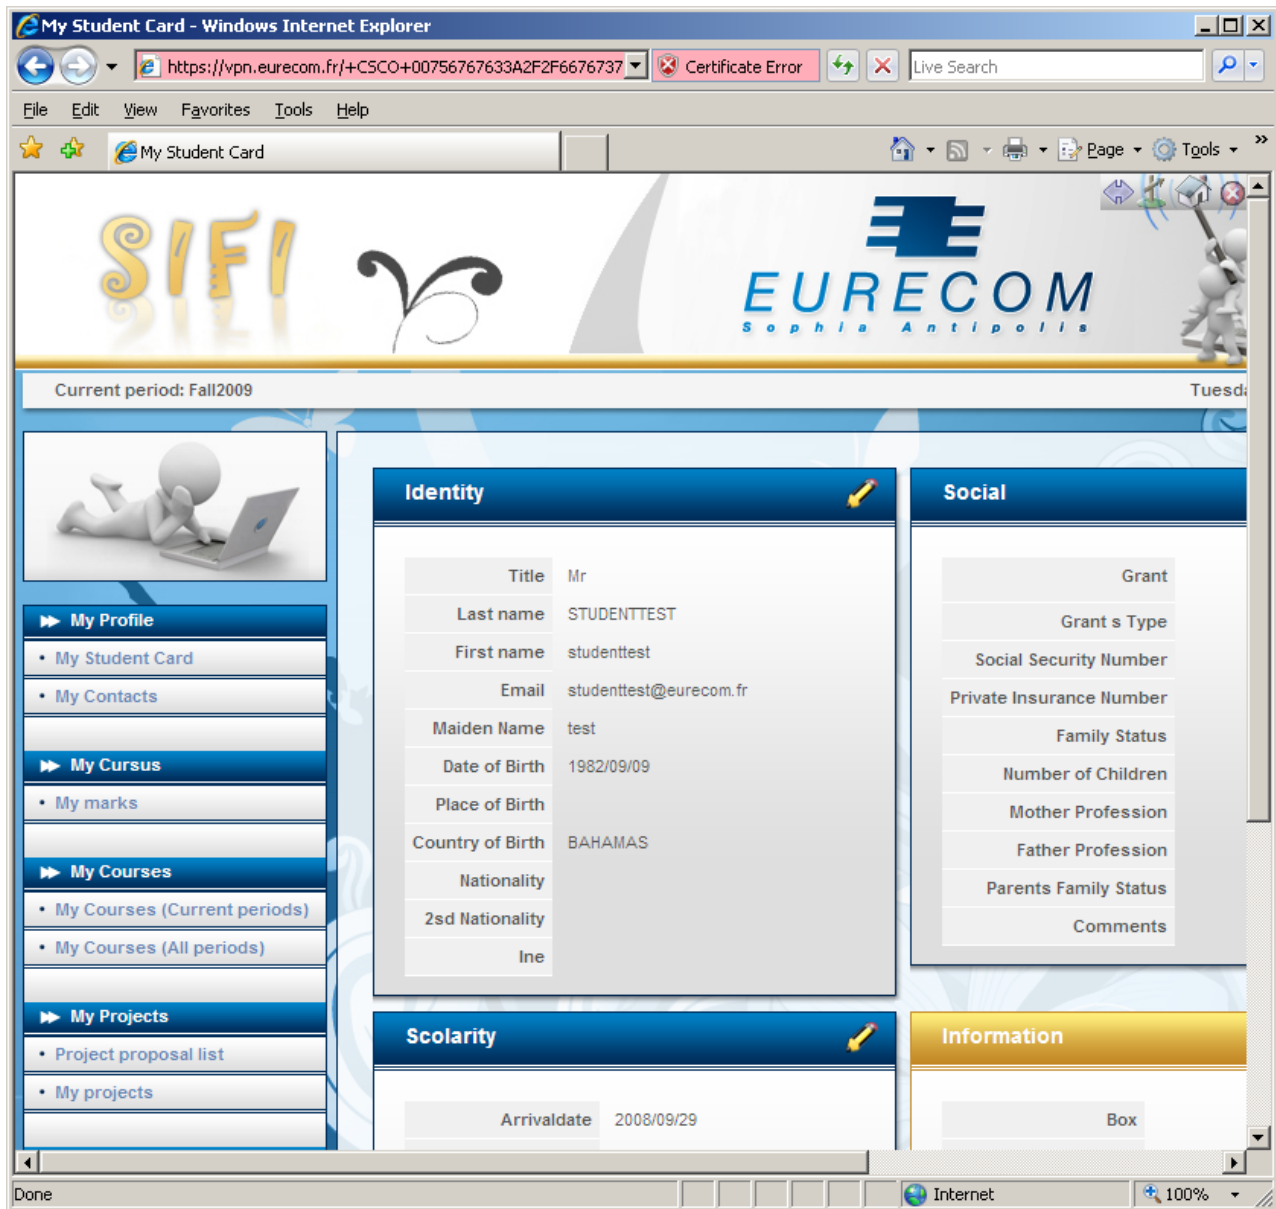 My Student Card - Windows Internet Explorer
https://vpn.eurecom.fr/+CSCO+00756767633A2F2F6676737
Certificate Error
Live Search
File Edit View Favorites Tools Help
My Student Card
Page Tools
SIFI
EURECOM
Sophia Antipolis
Current period: Fall2009
Tuesda
Identity
Social
Title Mr
Last name STUDENTTEST
First name studenttest
Email studenttest@eurecom.fr
Maiden Name test
Date of Birth 1982/09/09
Place of Birth
Country of Birth BAHAMAS
Nationality
2sd Nationality
Ine
Grant
Grant s Type
Social Security Number
Private Insurance Number
Family Status
Number of Children
Mother Profession
Father Profession
Parents Family Status
Comments
My Profile
• My Student Card
• My Contacts
My Cursus
• My marks
My Courses
• My Courses (Current periods)
• My Courses (All periods)
My Projects
• Project proposal list
• My projects
Scolarity
Arrivaldate 2008/09/29
Information
Box
Done
Internet
100%